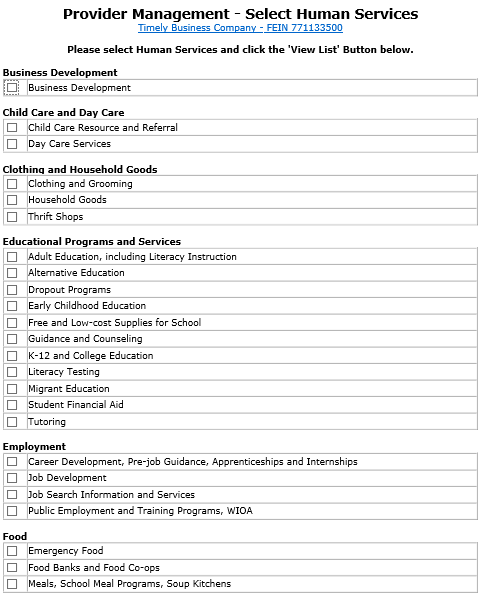 Provider Management - Select Human Services
Timely Business Company - FEIN 771133500
Please select Human Services and click the 'View List' Button below.
Business Development
Business Development
Child Care and Day Care
Child Care Resource and Referral
Day Care Services
Clothing and Household Goods
Clothing and Grooming
Household Goods
Thrift Shops
Educational Programs and Services
Adult Education, including Literacy Instruction
Alternative Education
Dropout Programs
Early Childhood Education
Free and Low-cost Supplies for School
Guidance and Counseling
K-12 and College Education
Literacy Testing
Migrant Education
Student Financial Aid
Tutoring
Employment
Career Development, Pre-job Guidance, Apprenticeships and Internships
Job Development
Job Search Information and Services
Public Employment and Training Programs, WIOA
Food
Emergency Food
Food Banks and Food Co-ops
Meals, School Meal Programs, Soup Kitchens